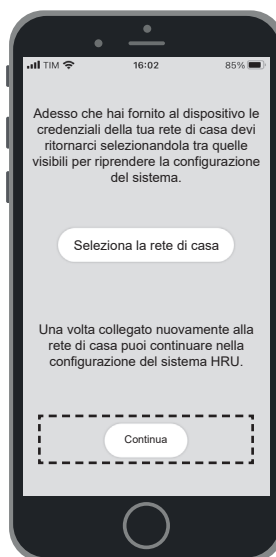 TIM 16:02 85%
Adesso che hai fornito al dispositivo le
credenziali della tua rete di casa devi
ritornarci selezionandola tra quelle
visibili per riprendere la configurazione
del sistema.
Seleziona la rete di casa
Una volta collegato nuovamente alla
rete di casa puoi continuare nella
configurazione del sistema HRU.
Continua